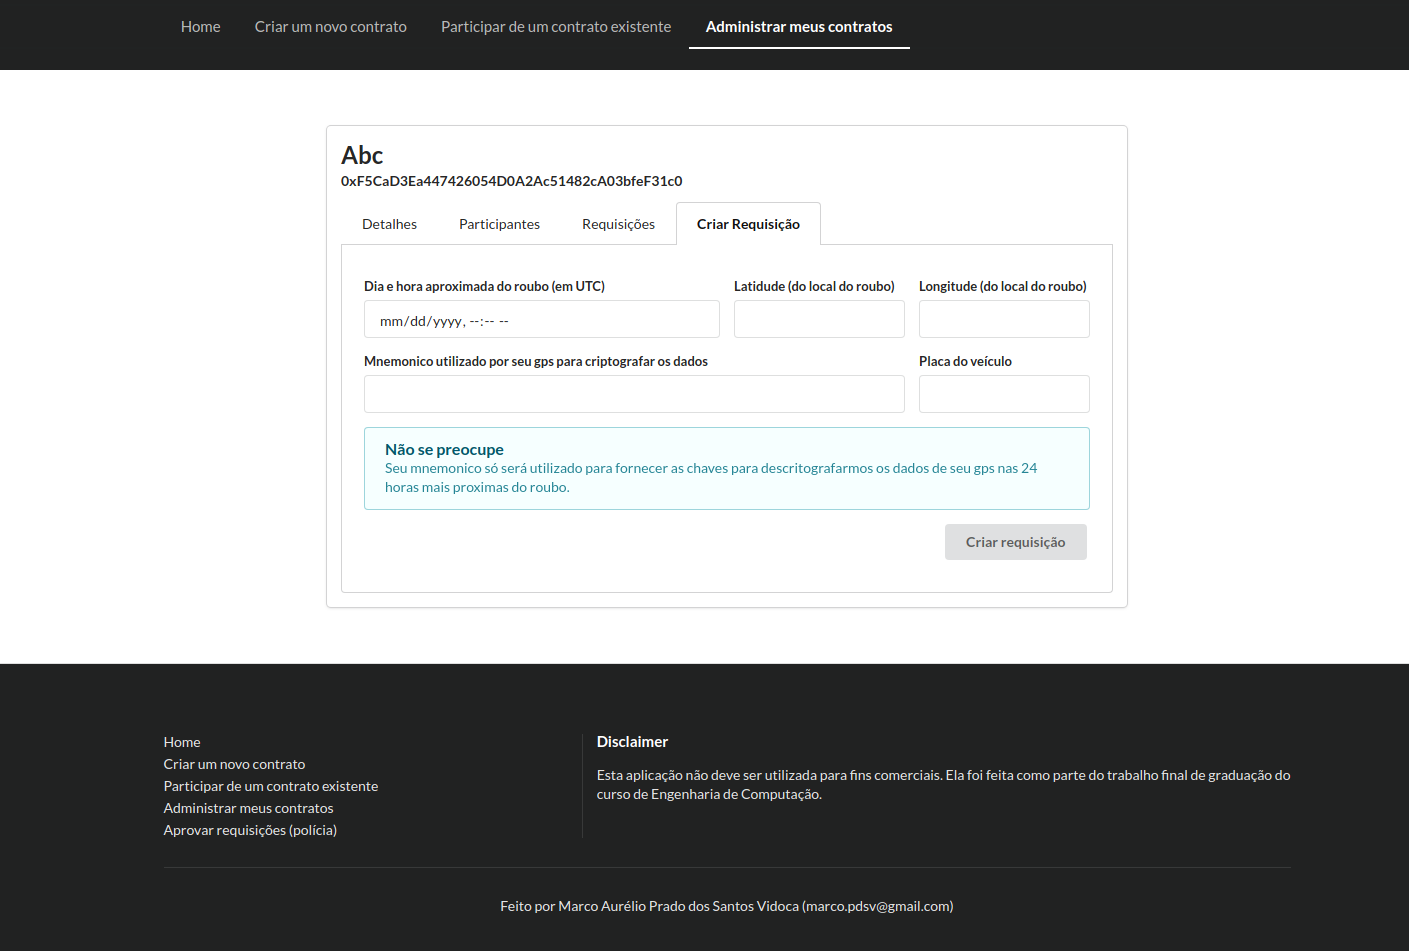 Home Criar um novo contrato Participar de um contrato existente Administrar meus contratos
Abc
0xF5CaD3Ea447426054D0A2Ac51482cA03bfeF31c0
Detalhes Participantes Requisições Criar Requisição
Dia e hora aproximada do roubo (em UTC) Latidude (do local do roubo) Longitude (do local do roubo)
mm/dd/yyyy, --:-- --
Mnemonico utilizado por seu gps para criptografar os dados Placa do veículo
Não se preocupe
Seu mnemonico só será utilizado para fornecer as chaves para descritografarmos os dados de seu gps nas 24
horas mais proximas do roubo.
Criar requisição
Home
Criar um novo contrato
Participar de um contrato existente
Administrar meus contratos
Aprovar requisições (polícia)
Disclaimer
Esta aplicação não deve ser utilizada para fins comerciais. Ela foi feita como parte do trabalho final de graduação do
curso de Engenharia de Computação.
Feito por Marco Aurélio Prado dos Santos Vidoca (marco.pdsv@gmail.com)